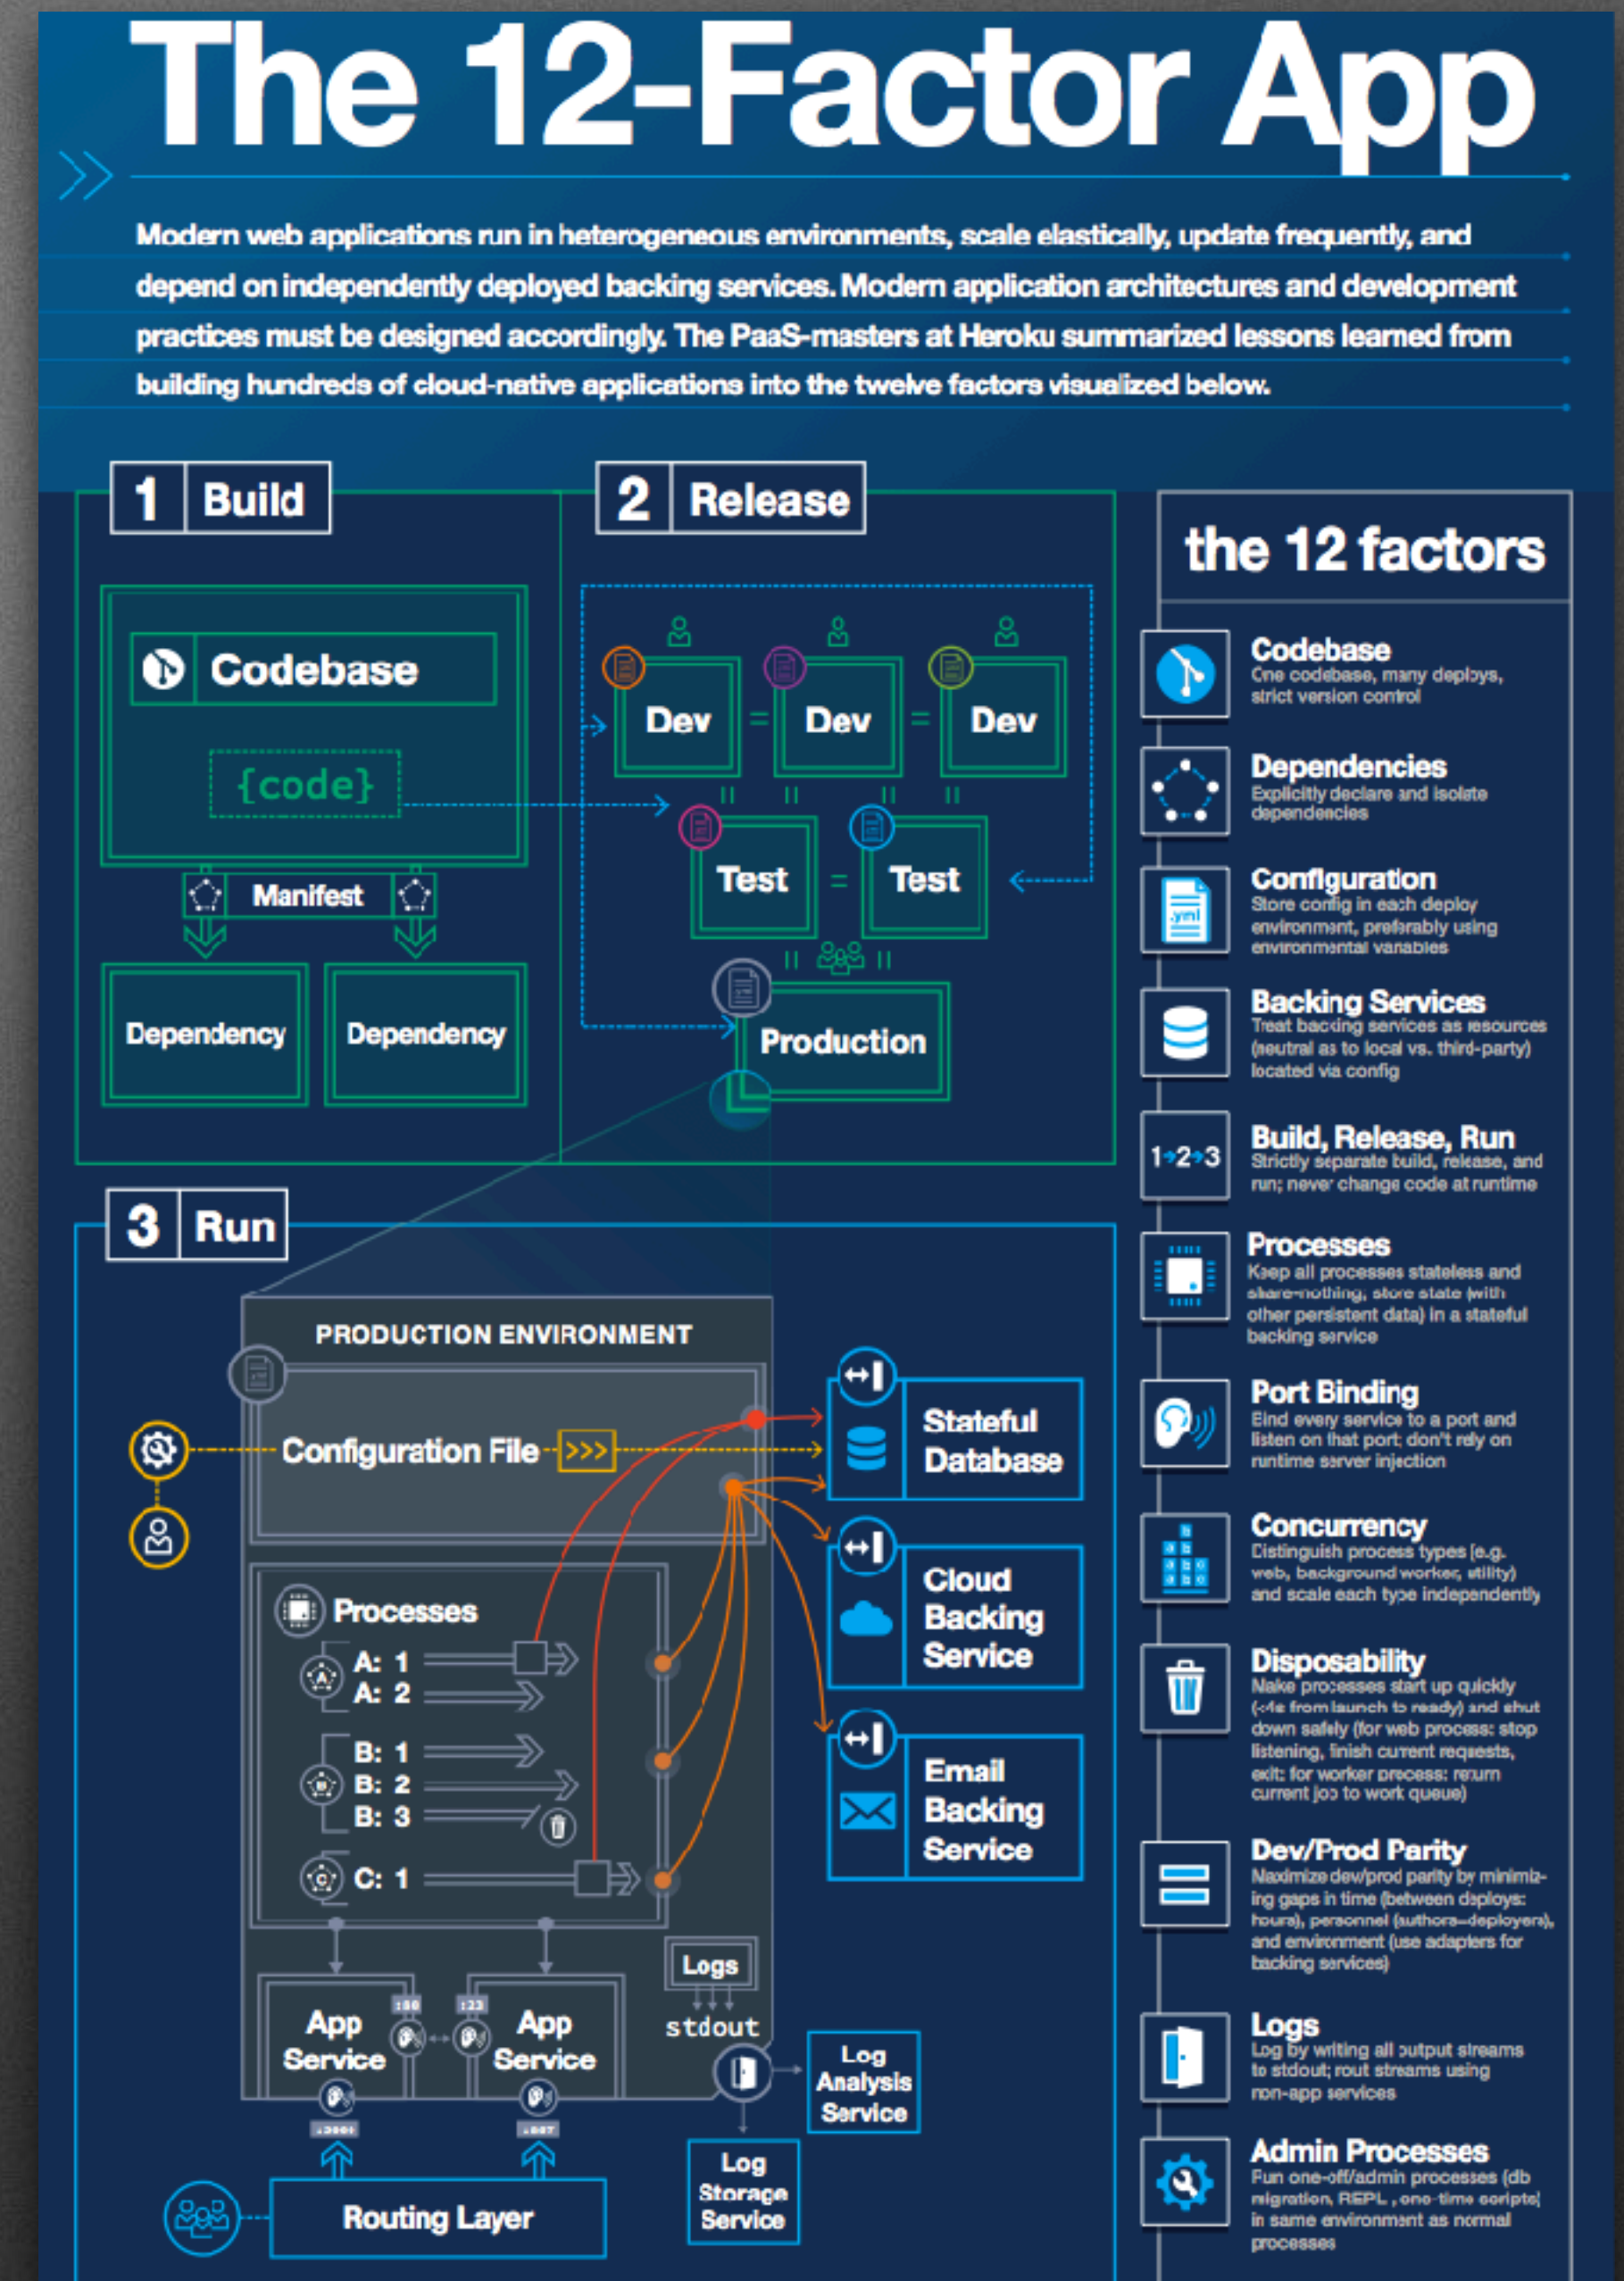 The 12-Factor App
Modern web applications run in heterogeneous environments, scale elastically, update frequently, and
depend on independently deployed backing services. Modern application architectures and development
practices must be designed accordingly. The PaaS-masters at Heroku summarized lessons learned from
building hundreds of cloud-native applications into the twelve factors visualized below.
1 Build
Codebase
{code}
Manifest
Dependency Dependency
2 Release
Dev = Dev = Dev
Test = Test
Production
3 Run
PRODUCTION ENVIRONMENT
Configuration File >>>
Processes
A
A: 1
A: 2
B
B: 1
B: 2
B: 3
C
C: 1
App
Service
:80
:23
App
Service
Logs
stdout
Log
Analysis
Service
Log
Storage
Service
Routing Layer
Stateful
Database
Cloud
Backing
Service
Email
Backing
Service
the 12 factors
Codebase
One codebase, many deploys,
strict version control
Dependencies
Explicitly declare and isolate
dependencies
.yml
Configuration
Store config in each deploy
environment, preferably using
environmental variables
Backing Services
Treat backing services as resources
(neutral as to local vs. third-party)
located via config
1→2→3
Build, Release, Run
Strictly separate build, release, and
run; never change code at runtime
Processes
Keep all processes stateless and
share-nothing; store state (with
other persistent data) in a stateful
backing service
Port Binding
Bind every service to a port and
listen on that port; don't rely on
runtime server injection
Concurrency
Distinguish process types (e.g.
web, background worker, utility)
and scale each type independently
Disposability
Make processes start up quickly
(<4s from launch to ready) and shut
down safely (for web process: stop
listening, finish current requests,
exit; for worker process: return
current job to work queue)
Dev/Prod Parity
Maximize dev/prod parity by minimiz-
ing gaps in time (between deploys:
hours), personnel (authors=deployers),
and environment (use adapters for
backing services)
Logs
Log by writing all output streams
to stdout; rout streams using
non-app services
Admin Processes
Run one-off/admin processes (db
migration, REPL, one-time scripts)
in same environment as normal
processes